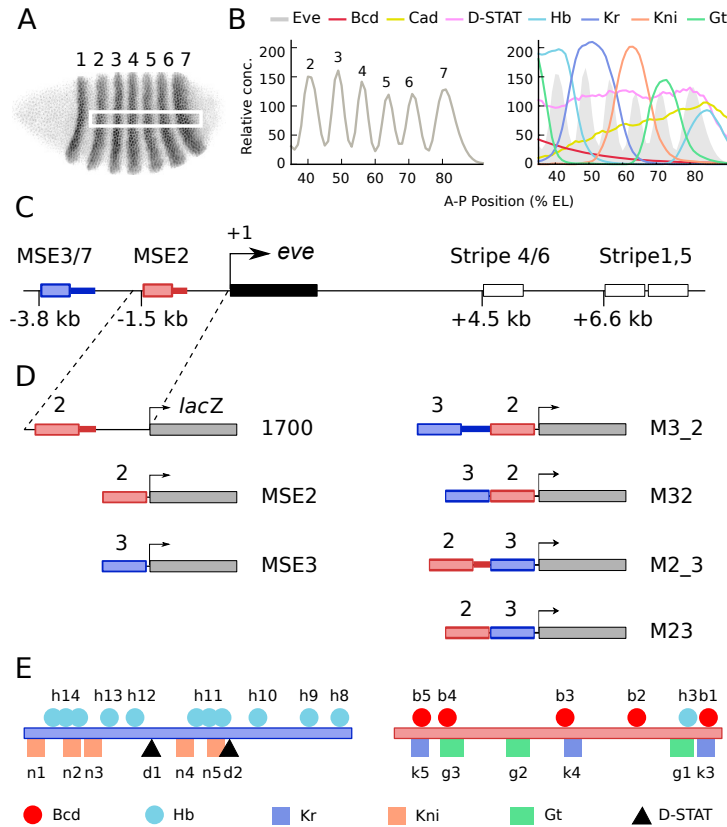 A
1 2 3 4 5 6 7
B
Eve Bcd Cad D-STAT Hb Kr Kni Gt
Relative conc.
200
150
100
50
0
2 3 4 5 6 7
40 50 60 70 80
200
150
100
50
0
40 50 60 70 80
A-P Position (% EL)
C
MSE3/7 MSE2 +1 eve Stripe 4/6 Stripe1,5
-3.8 kb -1.5 kb +4.5 kb +6.6 kb
D
2 lacZ 1700
2 MSE2
3 MSE3
3 2 M3_2
3 2 M32
2 3 M2_3
2 3 M23
E
h14 h13 h12 h11 h10 h9 h8
n1 n2 n3 d1 n4 n5 d2
b5 b4 b3 b2 h3 b1
k5 g3 g2 k4 g1 k3
Bcd Hb Kr Kni Gt D-STAT